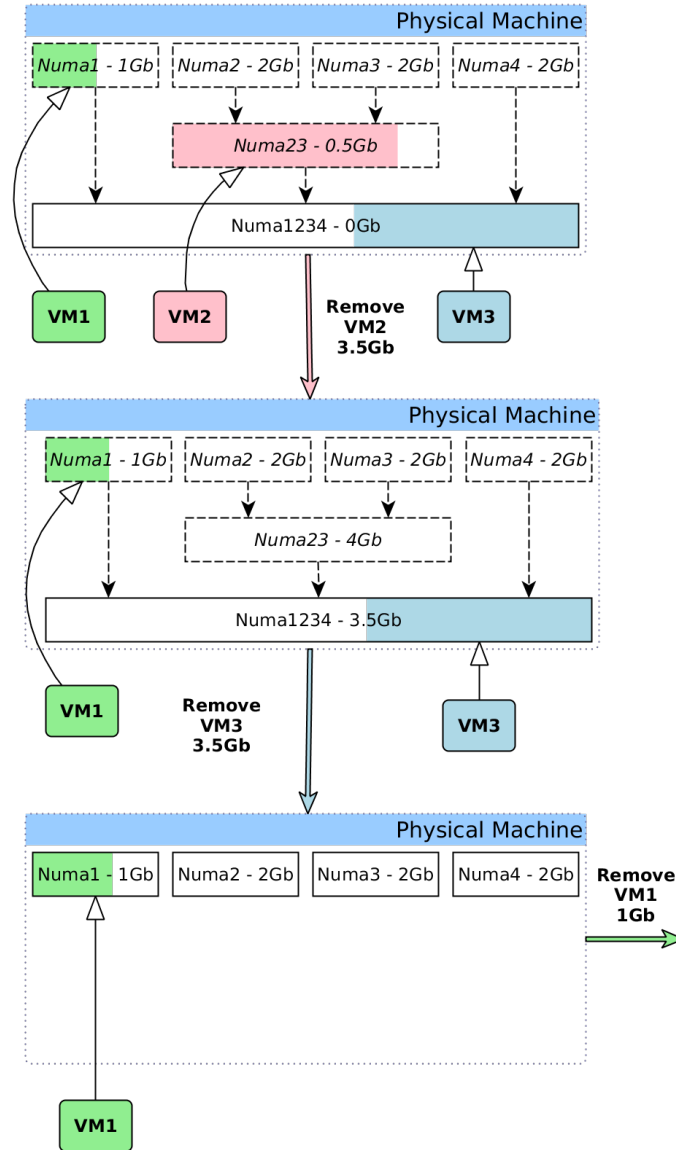 Physical Machine
Numa1 - 1Gb
Numa2 - 2Gb
Numa3 - 2Gb
Numa4 - 2Gb
Numa23 - 0.5Gb
Numa1234 - 0Gb
VM1
VM2
Remove
VM2
3.5Gb
VM3
Physical Machine
Numa1 - 1Gb
Numa2 - 2Gb
Numa3 - 2Gb
Numa4 - 2Gb
Numa23 - 4Gb
Numa1234 - 3.5Gb
VM1
Remove
VM3
3.5Gb
VM3
Physical Machine
Numa1 - 1Gb
Numa2 - 2Gb
Numa3 - 2Gb
Numa4 - 2Gb
Remove
VM1
1Gb
VM1